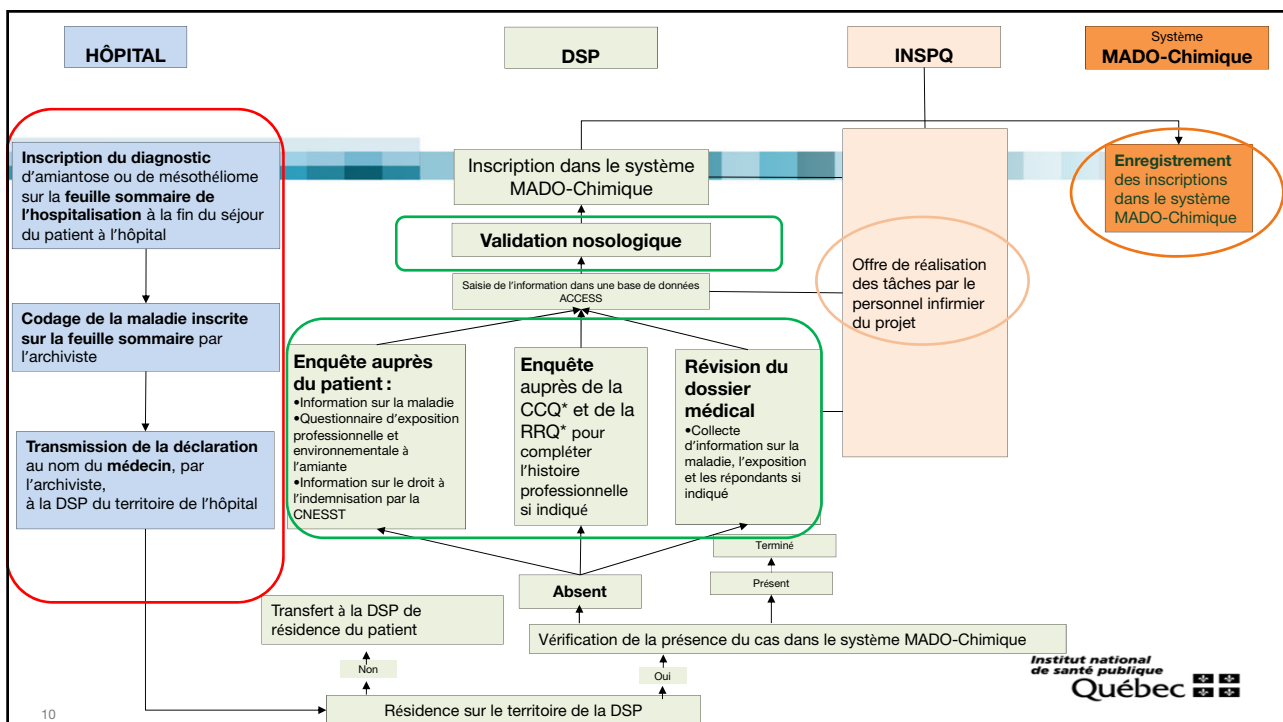 HÔPITAL
DSP
INSPQ
Système
MADO-Chimique
Inscription du diagnostic
d'amiantose ou de mésothéliome
sur la feuille sommaire de
l'hospitalisation à la fin du séjour
du patient à l'hôpital
Codage de la maladie inscrite
sur la feuille sommaire par
l'archiviste
Transmission de la déclaration
au nom du médecin, par
l'archiviste,
à la DSP du territoire de l'hôpital
Inscription dans le système
MADO-Chimique
Validation nosologique
Saisie de l'information dans une base de données
ACCESS
Enquête auprès
du patient :
•Information sur la maladie
•Questionnaire d'exposition
professionnelle et
environnementale à
l'amiante
•Information sur le droit à
l'indemnisation par la
CNESST
Enquête
auprès de la
CCQ* et de la
RRQ* pour
compléter
l'histoire
professionnelle
si indiqué
Révision du
dossier
médical
•Collecte
d'information sur la
maladie, l'exposition
et les répondants si
indiqué
Terminé
Présent
Absent
Transfert à la DSP de
résidence du patient
Vérification de la présence du cas dans le système MADO-Chimique
Non
Oui
Résidence sur le territoire de la DSP
Offre de réalisation
des tâches par le
personnel infirmier
du projet
Enregistrement
des inscriptions
dans le système
MADO-Chimique
Institut national
de santé publique
Québec
10